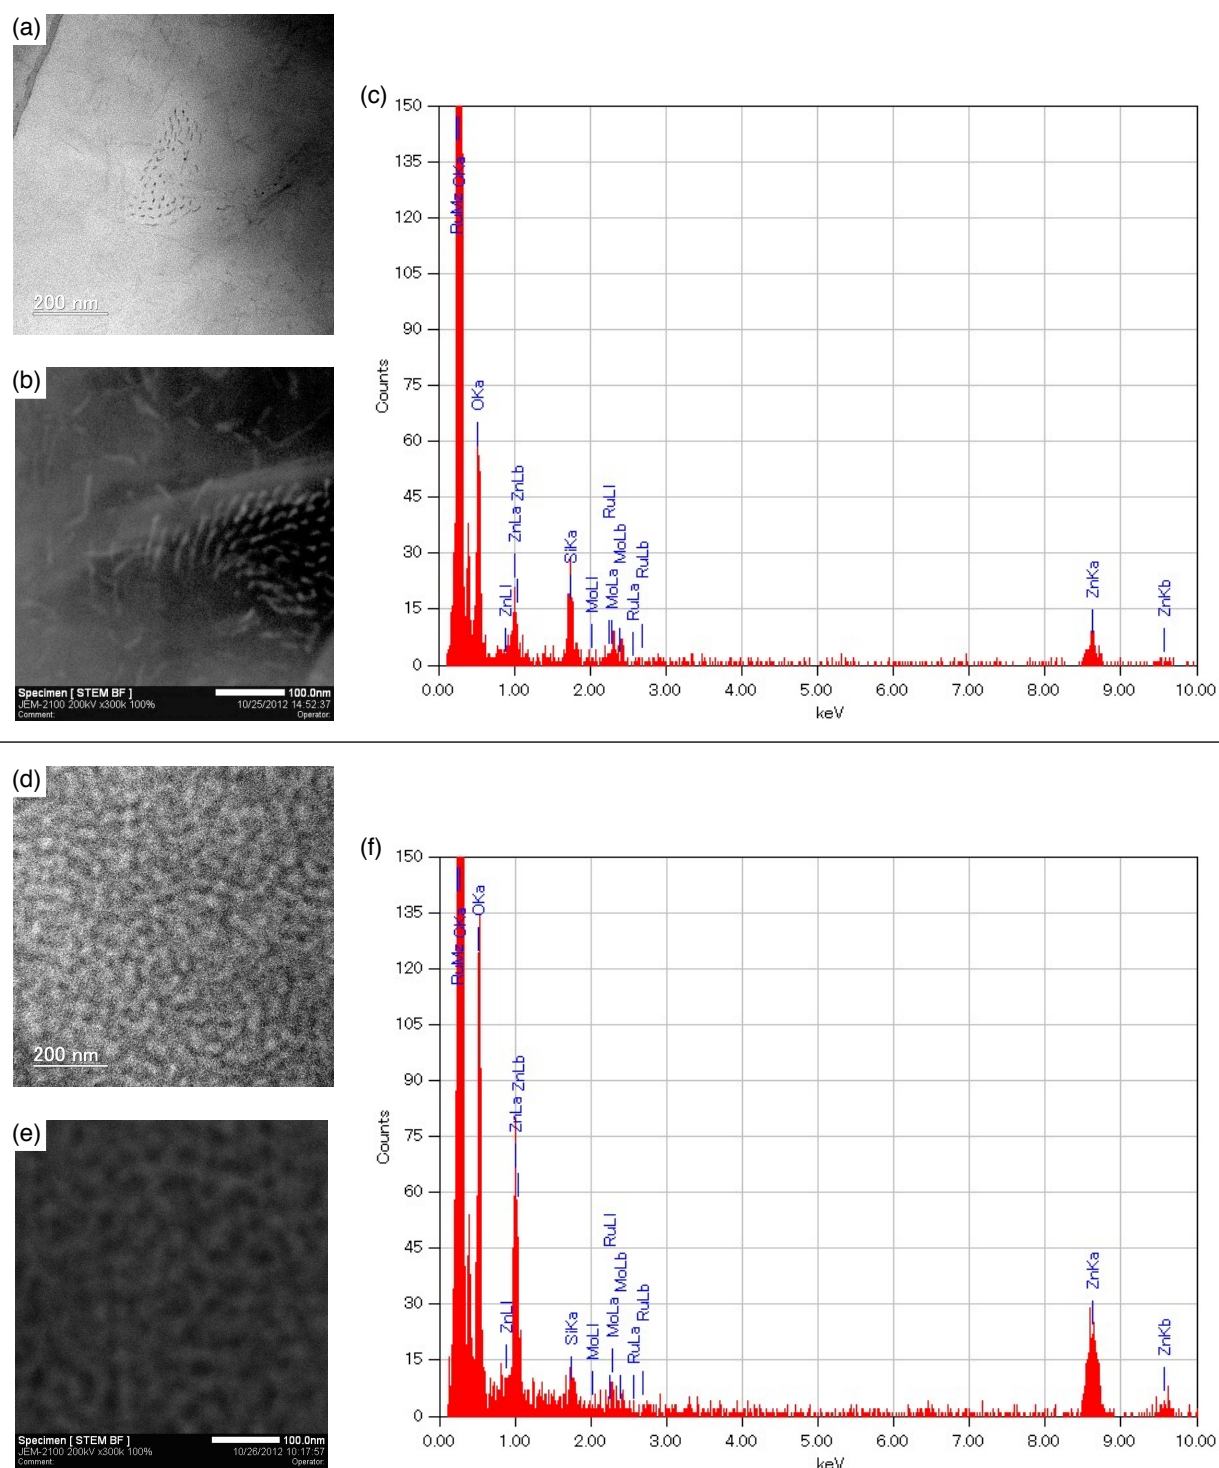 (a)
200 nm
(b)
Specimen [ STEM BF ] 100.0nm
JEM-2100 200kV x300k 100% 10/25/2012 14:52:37
Comment: Operator:
(c)
150
135
120
105
90
75
60
45
30
15
0
Counts
RuMz OKa
OKa
ZnLl
ZnLa ZnLb
SiKa
MoLl
MoLa RuLl
MoLb
RuLa
RuLb
ZnKa
ZnKb
0.00 1.00 2.00 3.00 4.00 5.00 6.00 7.00 8.00 9.00 10.00
keV
(d)
200 nm
(e)
Specimen [ STEM BF ] 100.0nm
JEM-2100 200kV x300k 100% 10/26/2012 10:17:57
Comment: Operator:
(f)
150
135
120
105
90
75
60
45
30
15
0
Counts
RuMz OKa
OKa
ZnLl
ZnLa ZnLb
SiKa
MoLl
MoLa RuLl
MoLb
RuLa
RuLb
ZnKa
ZnKb
0.00 1.00 2.00 3.00 4.00 5.00 6.00 7.00 8.00 9.00 10.00
keV